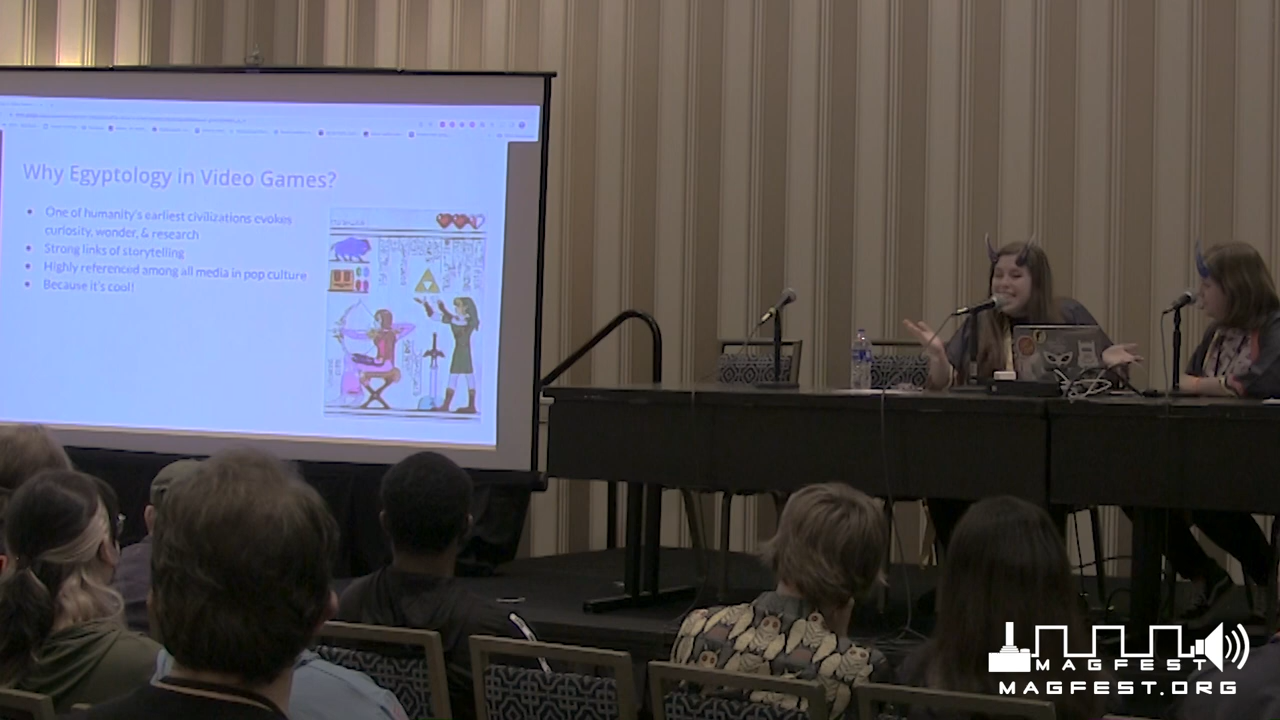 Why Egyptology in Video Games?
One of humanity's earliest civilizations evokes
curiosity, wonder, & research
Strong links of storytelling
Highly referenced among all media in pop culture
Because it's cool!
MAGFEST
MAGFEST.ORG